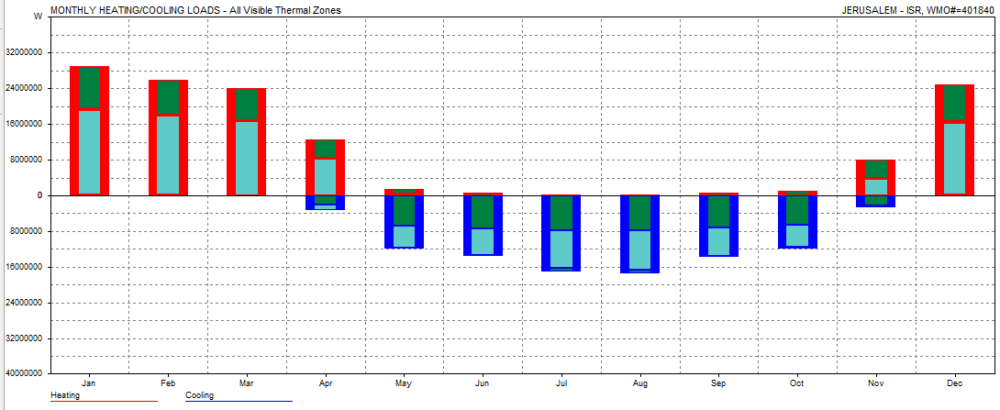 MONTHLY HEATING/COOLING LOADS - All Visible Thermal Zones JERUSALEM - ISR, WMO#=401840
W
32000000
24000000
16000000
8000000
0
8000000
16000000
24000000
32000000
40000000
Jan Feb Mar Apr May Jun Jul Aug Sep Oct Nov Dec
Heating Cooling